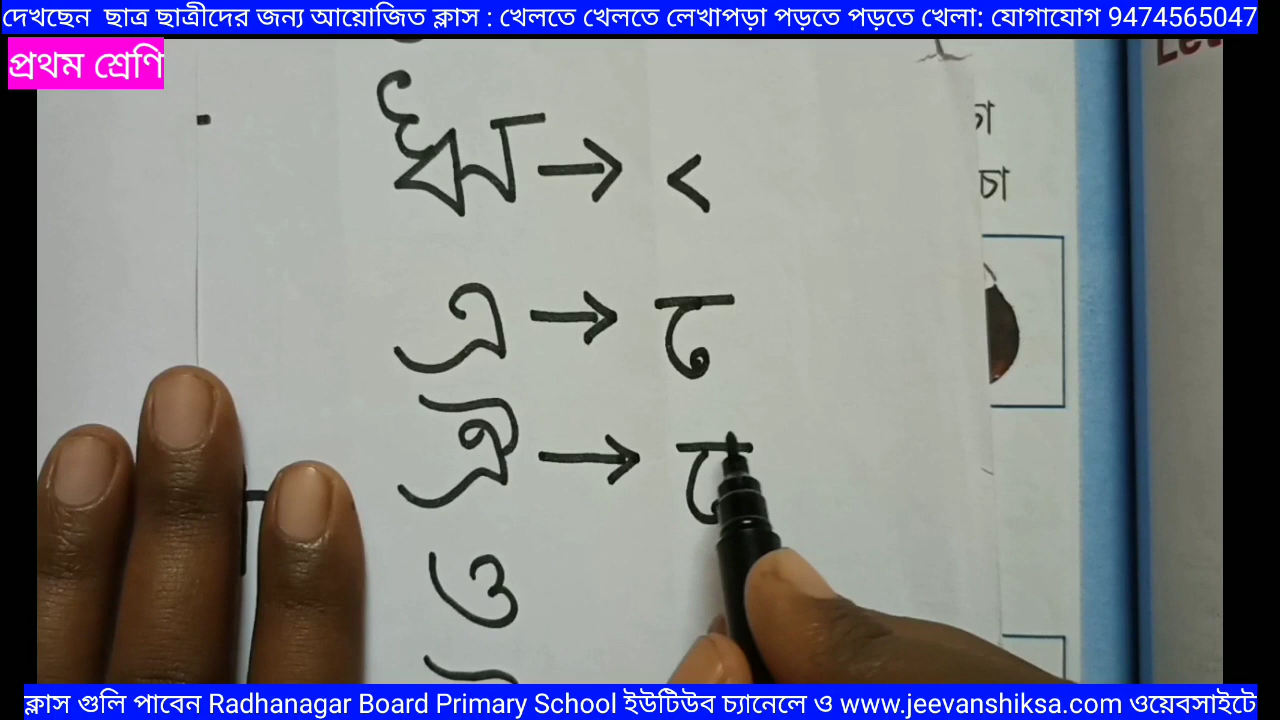 দেখছেন ছাত্র ছাত্রীদের জন্য আয়োজিত ক্লাস : খেলতে খেলতে লেখাপড়া পড়তে পড়তে খেলা: যোগাযোগ 9474565047
প্রথম শ্রেণি
ঋ → ৃ
এ → ে
ঐ → ে
ও
চা
ক্লাস গুলি পাবেন Radhanagar Board Primary School ইউটিউব চ্যানেলে ও www.jeevanshiksa.com ওয়েবসাইটে